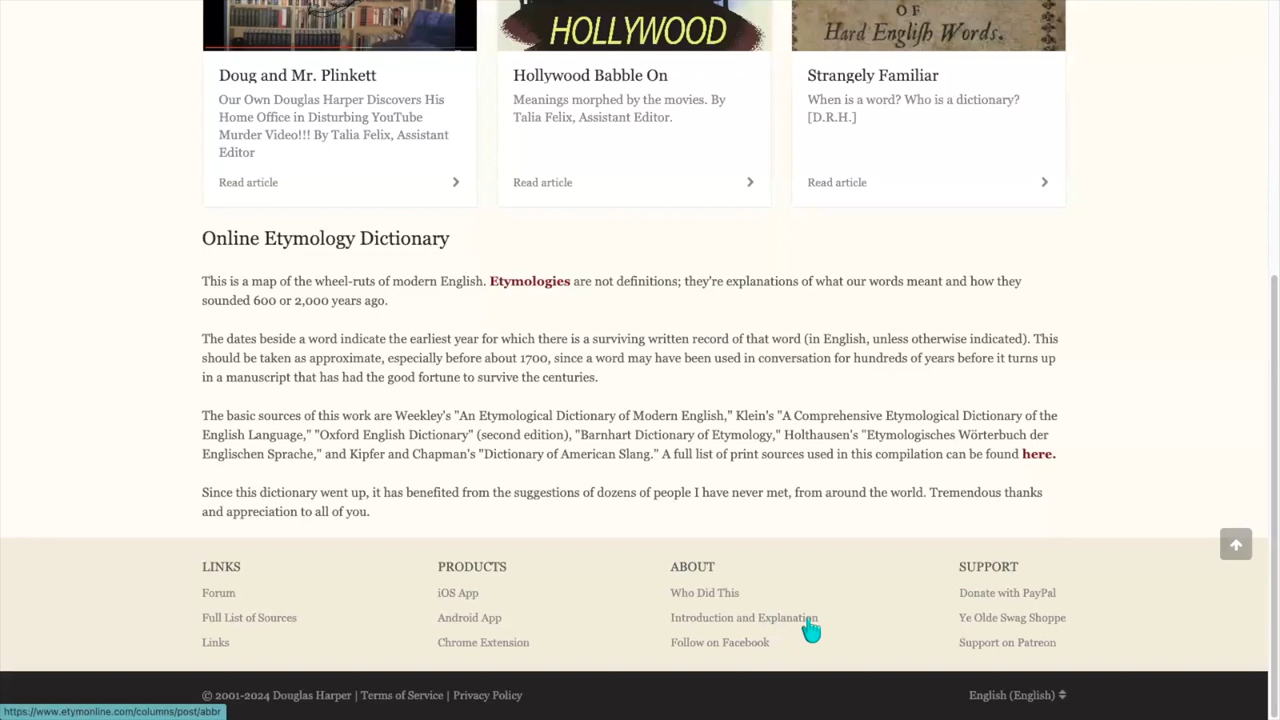 HOLLYWOOD
OF
Hard Engliſh Words.
Doug and Mr. Plinkett
Our Own Douglas Harper Discovers His
Home Office in Disturbing YouTube
Murder Video!!! By Talia Felix, Assistant
Editor
Read article
Hollywood Babble On
Meanings morphed by the movies. By
Talia Felix, Assistant Editor.
Read article
Strangely Familiar
When is a word? Who is a dictionary?
[D.R.H.]
Read article
Online Etymology Dictionary
This is a map of the wheel-ruts of modern English. Etymologies are not definitions; they're explanations of what our words meant and how they
sounded 600 or 2,000 years ago.
The dates beside a word indicate the earliest year for which there is a surviving written record of that word (in English, unless otherwise indicated). This
should be taken as approximate, especially before about 1700, since a word may have been used in conversation for hundreds of years before it turns up
in a manuscript that has had the good fortune to survive the centuries.
The basic sources of this work are Weekley's "An Etymological Dictionary of Modern English," Klein's "A Comprehensive Etymological Dictionary of the
English Language," "Oxford English Dictionary" (second edition), "Barnhart Dictionary of Etymology," Holthausen's "Etymologisches Wörterbuch der
Englischen Sprache," and Kipfer and Chapman's "Dictionary of American Slang." A full list of print sources used in this compilation can be found here.
Since this dictionary went up, it has benefited from the suggestions of dozens of people I have never met, from around the world. Tremendous thanks
and appreciation to all of you.
LINKS
Forum
Full List of Sources
Links
PRODUCTS
iOS App
Android App
Chrome Extension
ABOUT
Who Did This
Introduction and Explanation
Follow on Facebook
SUPPORT
Donate with PayPal
Ye Olde Swag Shoppe
Support on Patreon
© 2001-2024 Douglas Harper | Terms of Service | Privacy Policy
English (English)
https://www.etymonline.com/columns/post/abbr